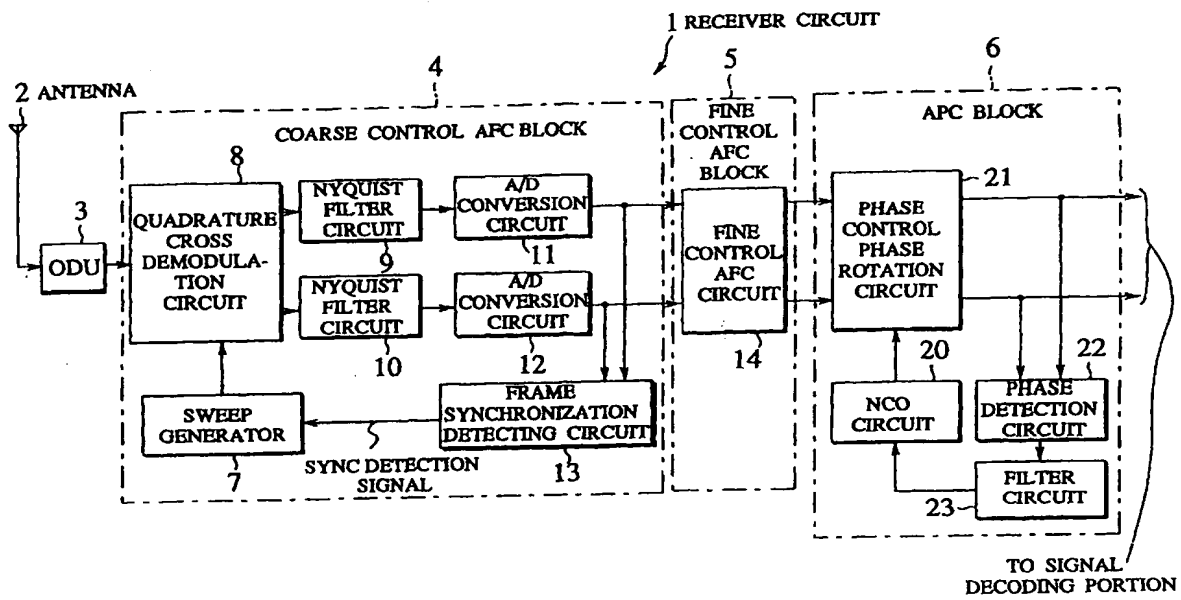 1 RECEIVER CIRCUIT
2 ANTENNA
4
5
6
COARSE CONTROL AFC BLOCK
FINE
CONTROL
AFC
BLOCK
APC BLOCK
8
QUADRATURE
CROSS
DEMODULA-
TION
CIRCUIT
NYQUIST
FILTER
CIRCUIT
9
A/D
CONVERSION
CIRCUIT
11
3
ODU
NYQUIST
FILTER
CIRCUIT
10
A/D
CONVERSION
CIRCUIT
12
FINE
CONTROL
AFC
CIRCUIT
14
21
PHASE
CONTROL
PHASE
ROTATION
CIRCUIT
SWEEP
GENERATOR
7
SYNC DETECTION
SIGNAL
FRAME
SYNCHRONIZATION
DETECTING CIRCUIT
13
20
NCO
CIRCUIT
22
PHASE
DETECTION
CIRCUIT
FILTER
CIRCUIT
23
TO SIGNAL
DECODING PORTION